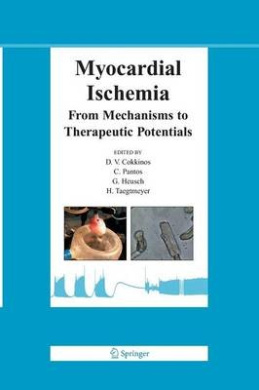 Myocardial
Ischemia
From Mechanisms to
Therapeutic Potentials
EDITED BY
D. V. Cokkinos
C. Pantos
G. Heusch
H. Taegtmeyer
Springer